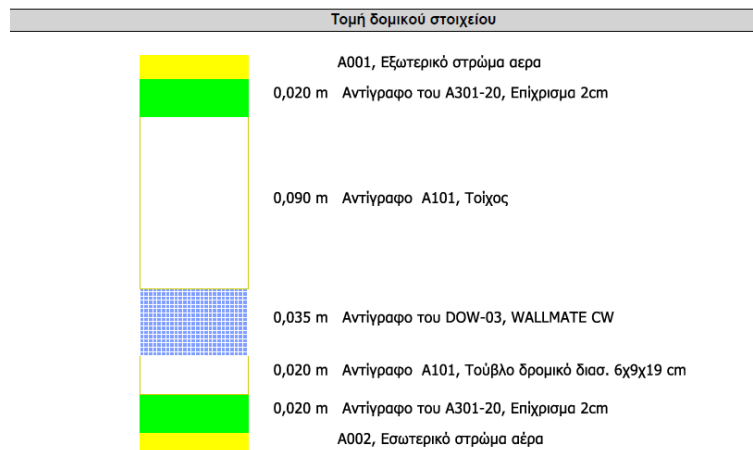 Τομή δομικού στοιχείου
A001, Εξωτερικό στρώμα αερα
0,020 m Αντίγραφο του A301-20, Επίχρισμα 2cm
0,090 m Αντίγραφο A101, Τοίχος
0,035 m Αντίγραφο του DOW-03, WALLMATE CW
0,020 m Αντίγραφο A101, Τούβλο δρομικό διασ. 6χ9χ19 cm
0,020 m Αντίγραφο του A301-20, Επίχρισμα 2cm
A002, Εσωτερικό στρώμα αέρα